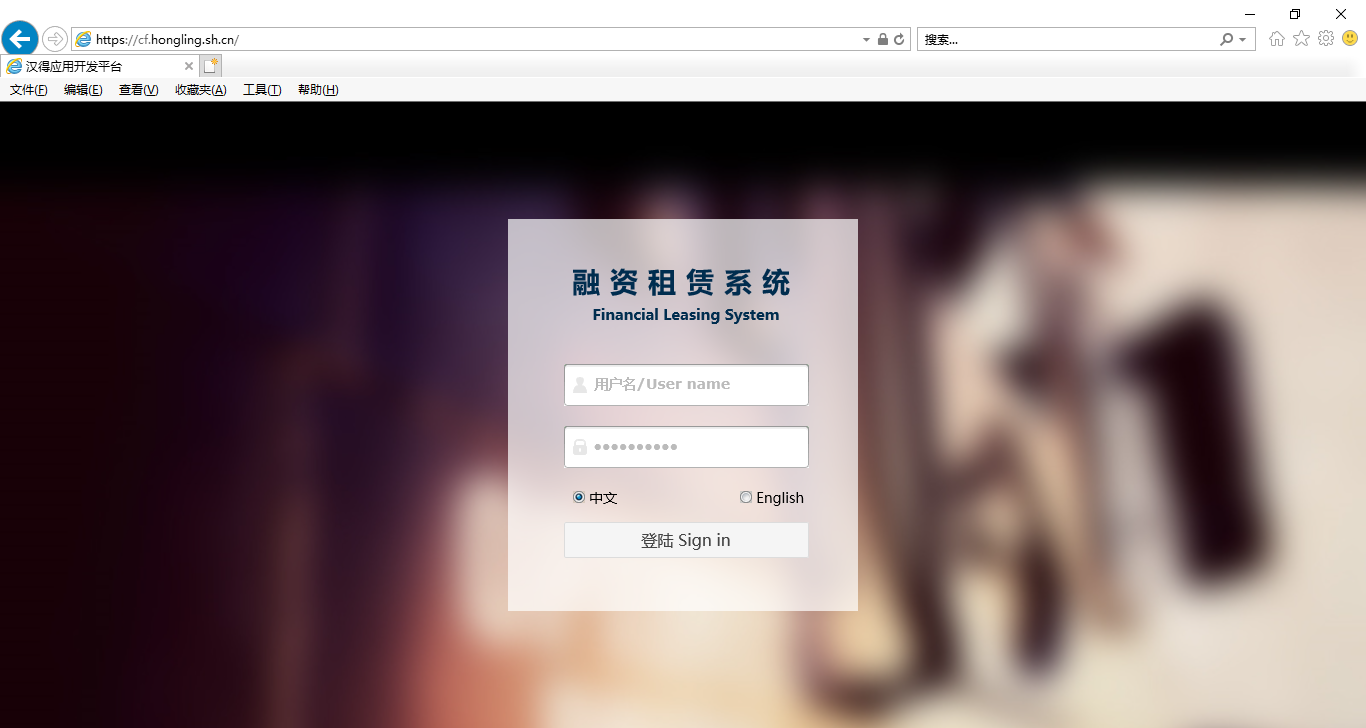 https://cf.hongling.sh.cn/
搜索...
汉得应用开发平台
文件(F) 编辑(E) 查看(V) 收藏夹(A) 工具(T) 帮助(H)
融资租赁系统
Financial Leasing System
用户名/User name
••••••••••
中文 English
登陆 Sign in